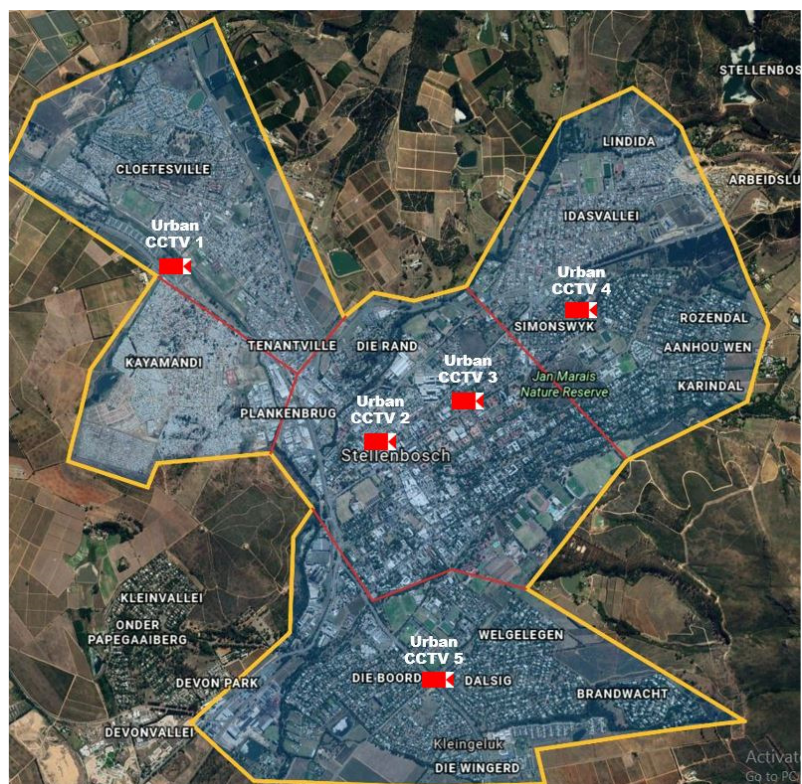 STELLENBOS
LINDIDA
CLOETESVILLE
ARBEIDSLU
IDASVALLEI
Urban
CCTV 1
Urban
CCTV 4
ROZENDAL
SIMONSWYK
TENANTVILLE
DIE RAND
AANHOU WEN
KAYAMANDI
Urban
CCTV 3
Jan Marais
Nature Reserve
KARINDAL
PLANKENBRUG
Urban
CCTV 2
Stellenbosch
KLEINVALLEI
ONDER
PAPEGAAIBERG
WELGELEGEN
Urban
CCTV 5
DEVON PARK
DIE BOORD
DALSIG
BRANDWACHT
DEVONVALLEI
Kleingeluk
DIE WINGERD
Activat
Go to PC